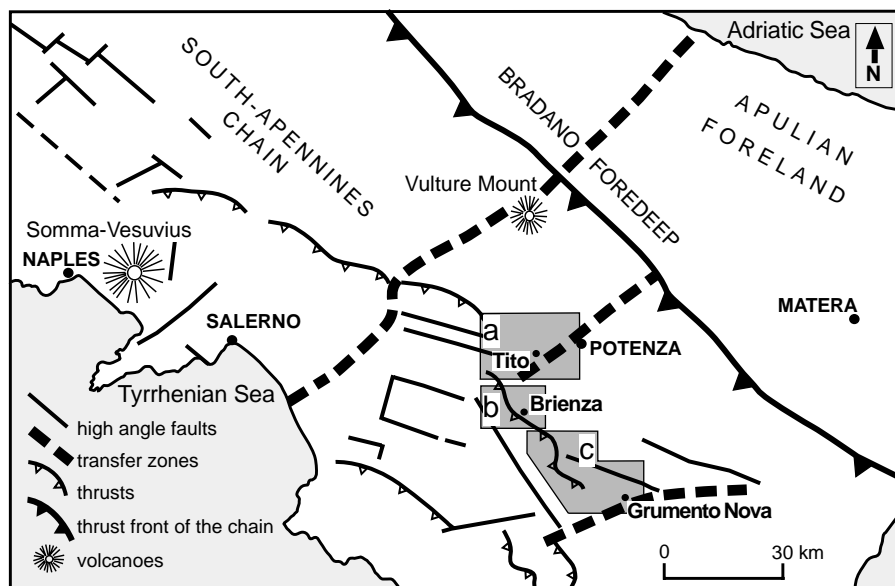 Adriatic Sea
N
SOUTH-APENNINES
CHAIN
BRADANO FOREDEEP
APULIAN
FORELAND
Vulture Mount
Somma-Vesuvius
NAPLES
SALERNO
MATERA
a
POTENZA
Tito
Tyrrhenian Sea
b
Brienza
c
Grumento Nova
high angle faults
transfer zones
thrusts
thrust front of the chain
volcanoes
0 30 km